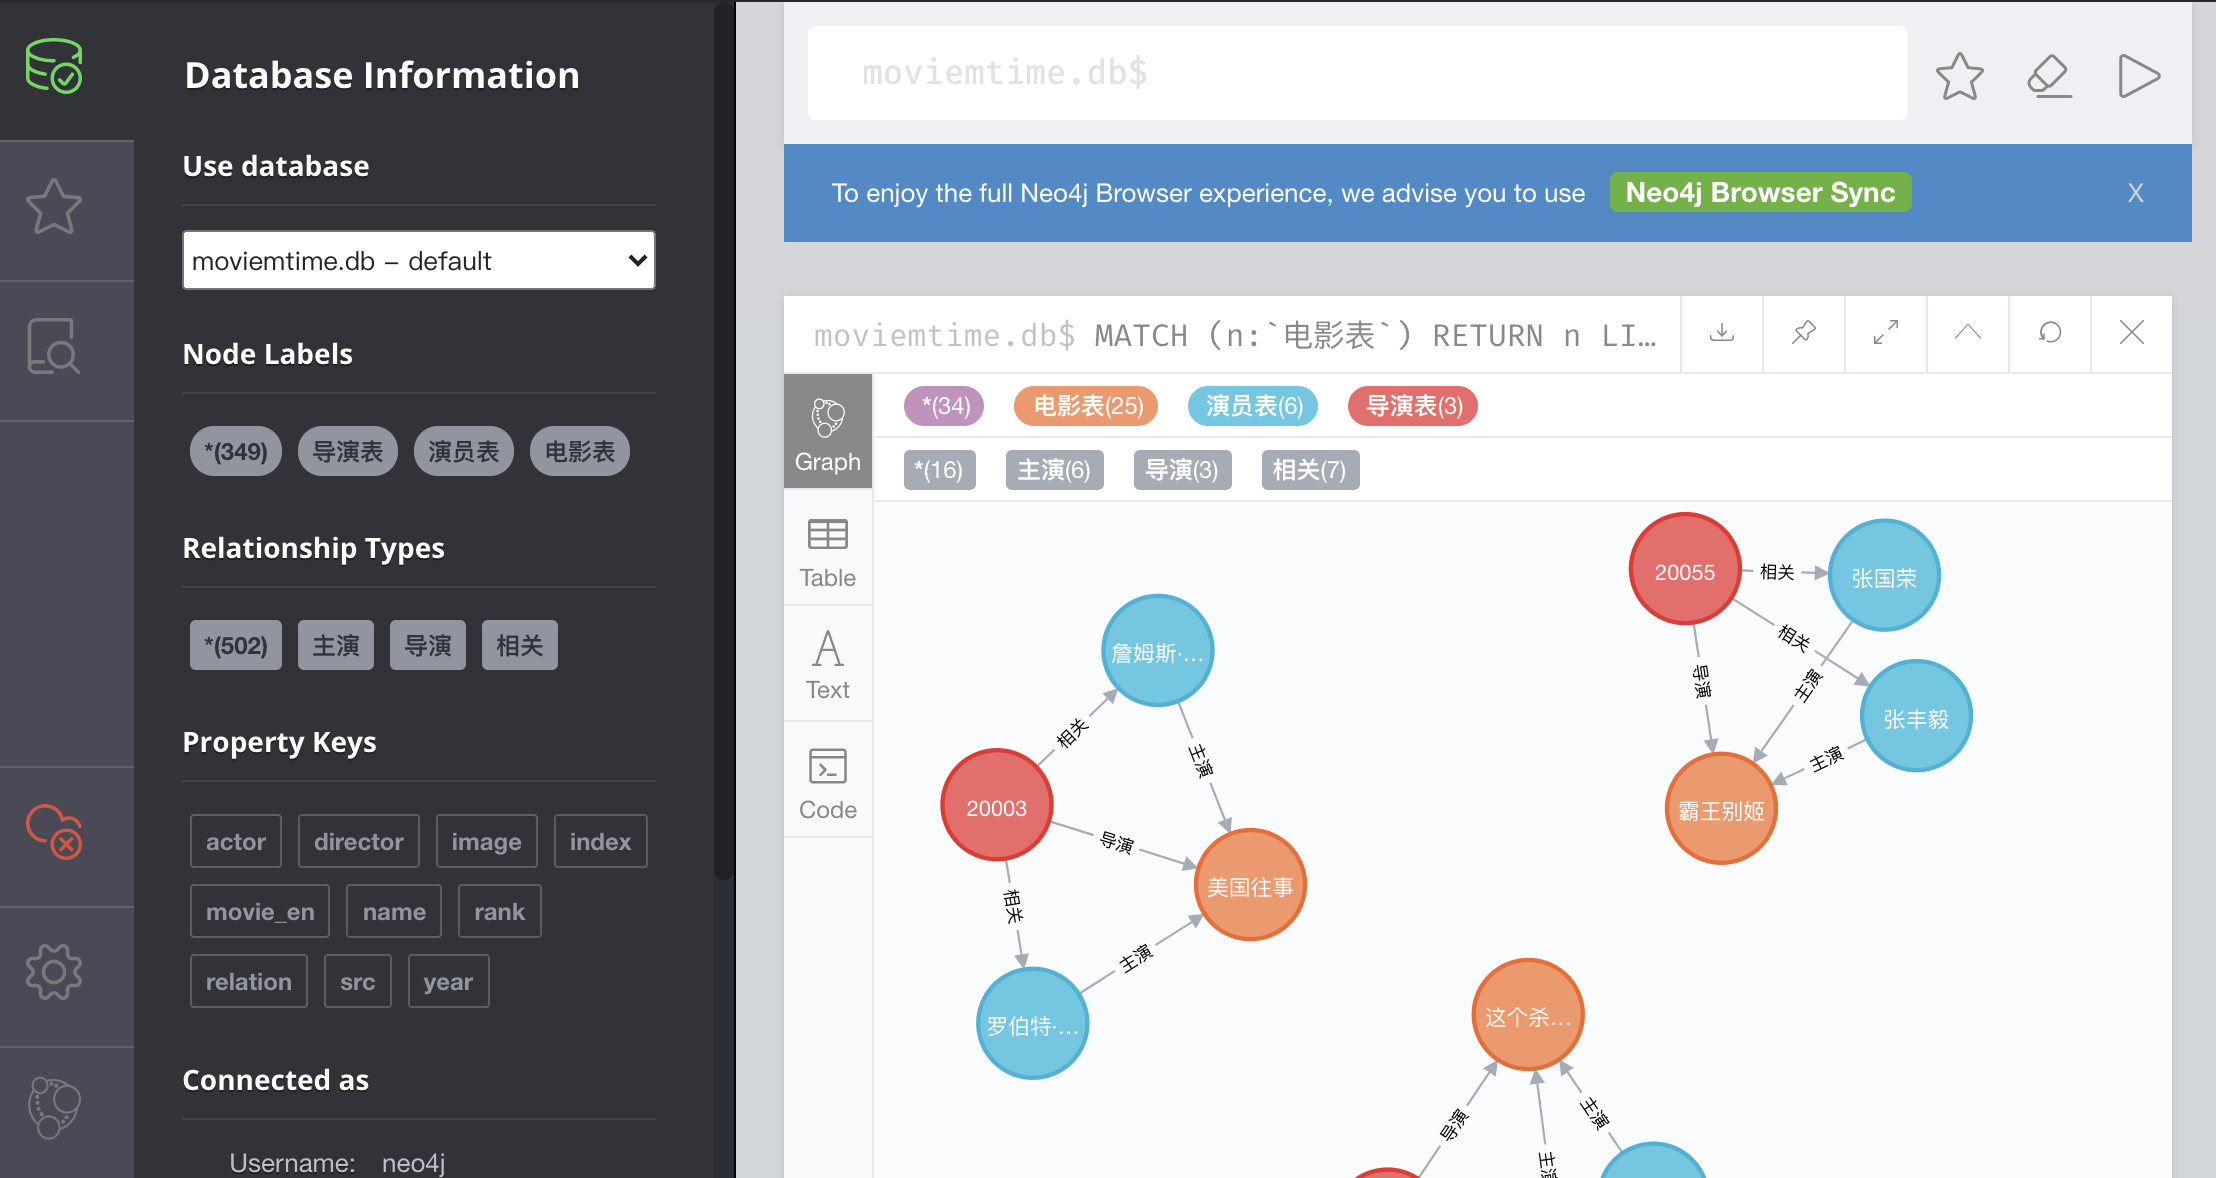 Database Information
Use database
moviemtime.db – default
Node Labels
*(349) 导演表 演员表 电影表
Relationship Types
*(502) 主演 导演 相关
Property Keys
actor director image index
movie_en name rank
relation src year
Connected as
Username: neo4j
moviemtime.db$
To enjoy the full Neo4j Browser experience, we advise you to use Neo4j Browser Sync X
moviemtime.db$ MATCH (n:`电影表`) RETURN n LI…
Graph
Table
Text
Code
*(34) 电影表(25) 演员表(6) 导演表(3)
*(16) 主演(6) 导演(3) 相关(7)
20055
相关
张国荣
相关
导演
主演
张丰毅
主演
霸王别姬
詹姆斯·…
相关
主演
20003
导演
美国往事
相关
主演
罗伯特·…
这个杀…
导演
主演
主演